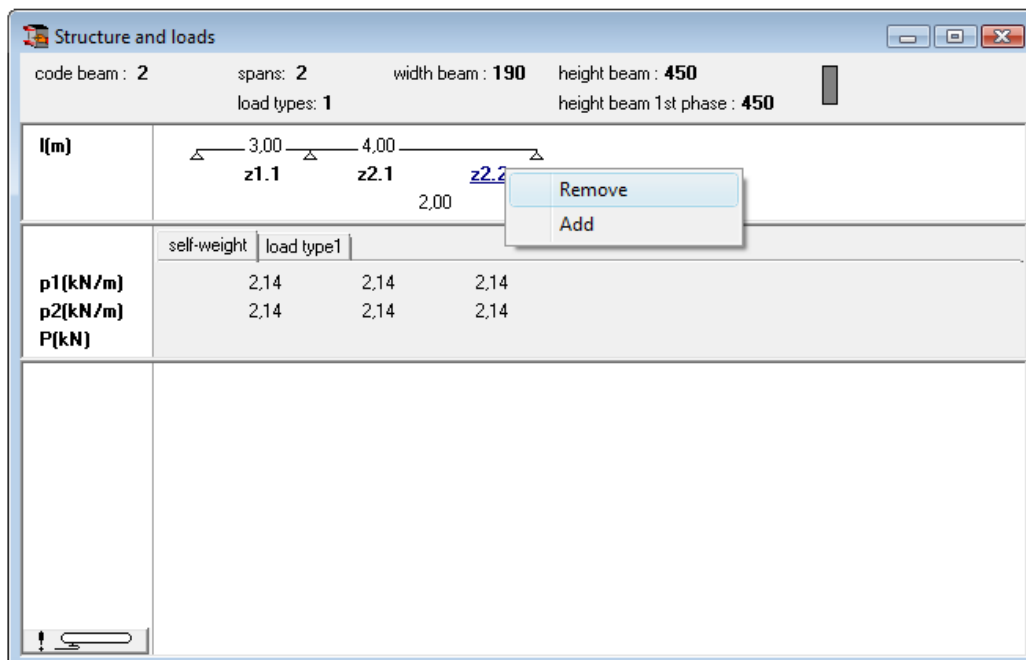 Structure and loads
code beam : 2 spans: 2 width beam : 190 height beam : 450
load types: 1 height beam 1st phase : 450
l(m) 3,00 4,00
z1.1 z2.1 z2.2
2,00
Remove
Add
self-weight load type1
p1(kN/m) 2,14 2,14 2,14
p2(kN/m) 2,14 2,14 2,14
P(kN)
!